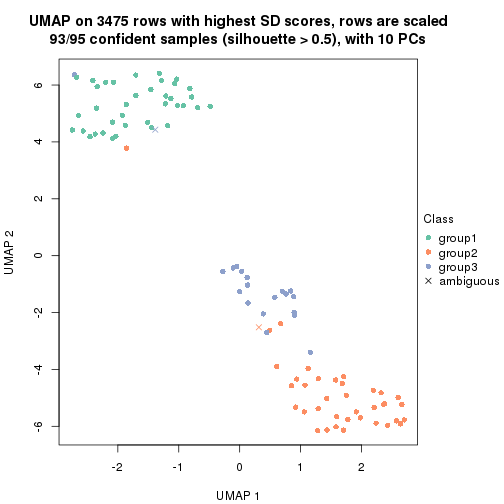 UMAP on 3475 rows with highest SD scores, rows are scaled
93/95 confident samples (silhouette > 0.5), with 10 PCs
6
4
2
0
-2
-4
-6
UMAP 2
-2
-1
0
1
2
UMAP 1
Class
group1
group2
group3
ambiguous